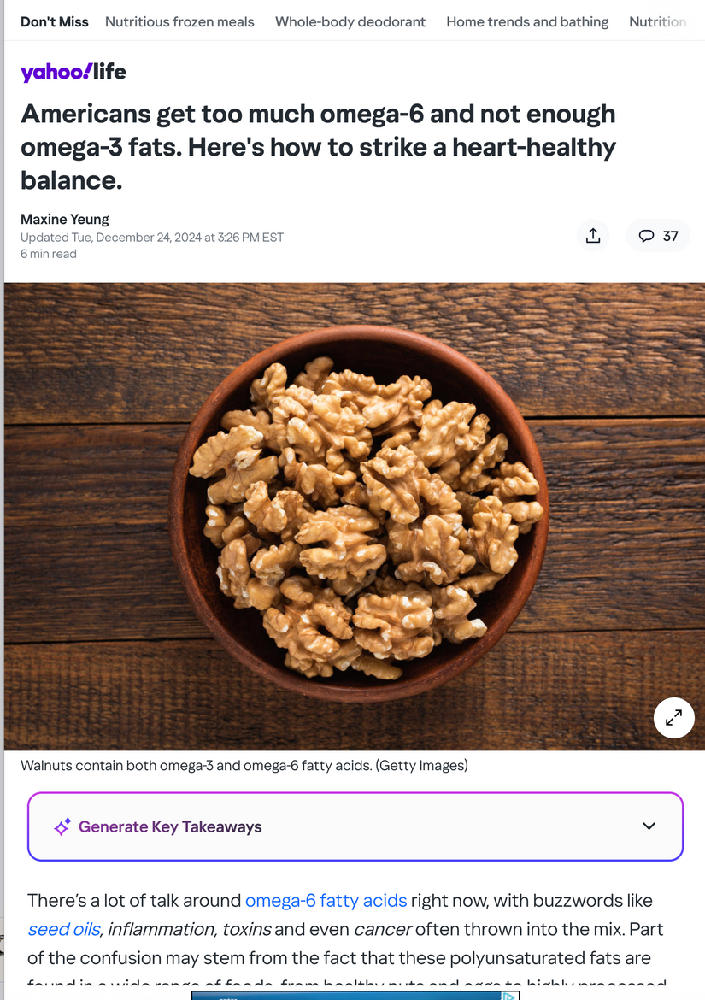 Don't Miss Nutritious frozen meals Whole-body deodorant Home trends and bathing Nutrition
yahoo!life
Americans get too much omega-6 and not enough
omega-3 fats. Here's how to strike a heart-healthy
balance.
Maxine Yeung
Updated Tue, December 24, 2024 at 3:26 PM EST
6 min read
37
Walnuts contain both omega-3 and omega-6 fatty acids. (Getty Images)
Generate Key Takeaways
There's a lot of talk around omega-6 fatty acids right now, with buzzwords like
seed oils, inflammation, toxins and even cancer often thrown into the mix. Part
of the confusion may stem from the fact that these polyunsaturated fats are
found in a wide range of foods, from healthy nuts and eggs to highly processed